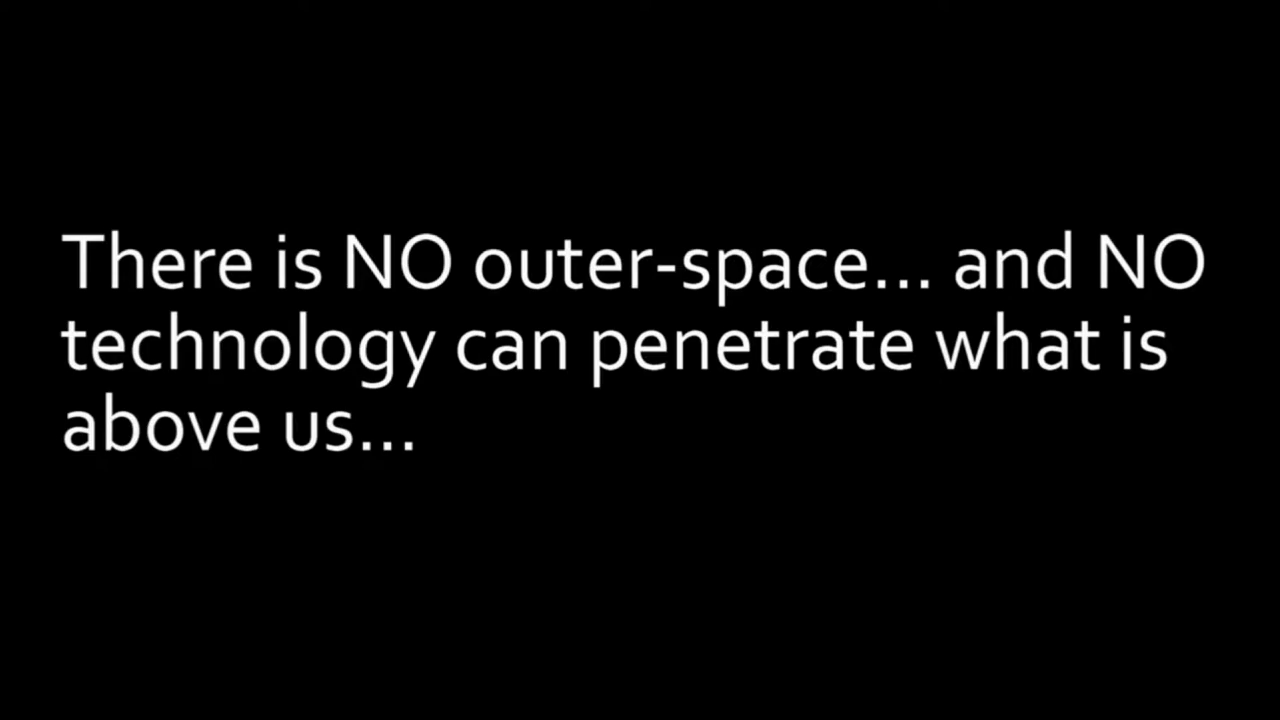 There is NO outer-space... and NO
technology can penetrate what is
above us...